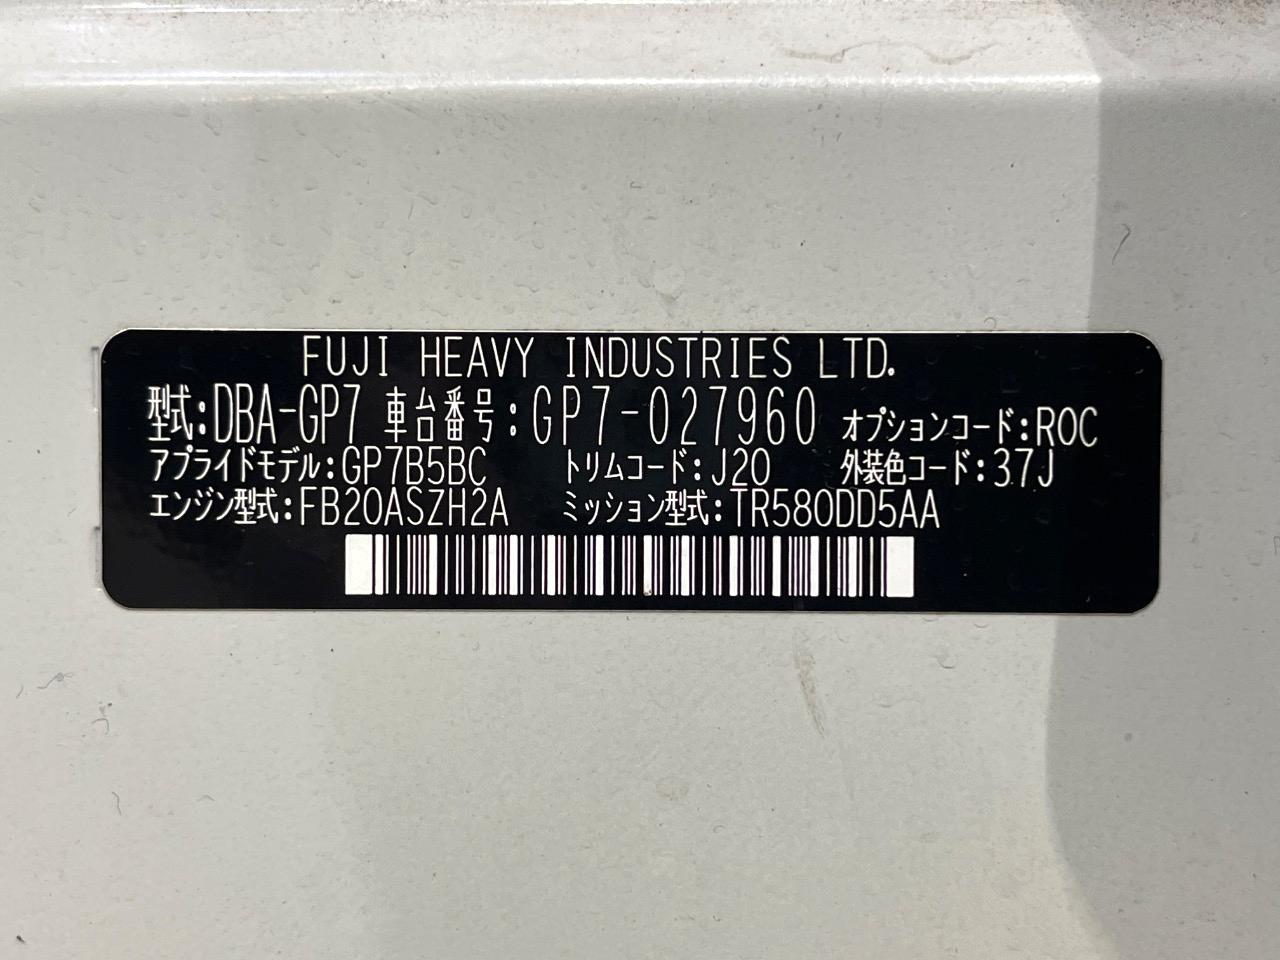 FUJI HEAVY INDUSTRIES LTD.
型式:DBA-GP7 車台番号:GP7-027960 オプションコード:ROC
アプライドモデル:GP7B5BC トリムコード:J20 外装色コード:37J
エンジン型式:FB20ASZH2A ミッション型式:TR580DD5AA